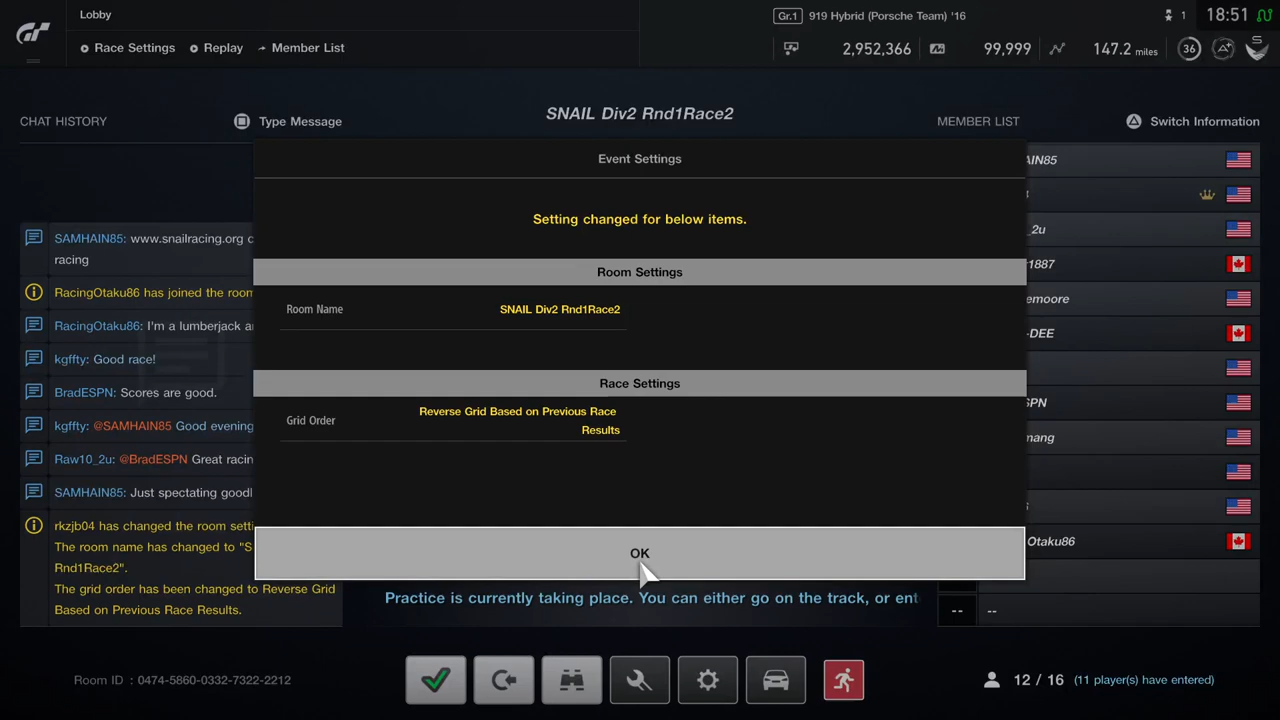 Lobby
Gr.1 919 Hybrid (Porsche Team) '16
1
18:51
Race Settings
Replay
Member List
2,952,366
99,999
147.2 miles
36
A+
S
CHAT HISTORY
Type Message
SNAIL Div2 Rnd1Race2
MEMBER LIST
Switch Information
Event Settings
Setting changed for below items.
Room Settings
Room Name
SNAIL Div2 Rnd1Race2
Race Settings
Grid Order
Reverse Grid Based on Previous Race
Results
OK
SAMHAIN85: www.snailracing.org
racing
RacingOtaku86 has joined the room
RacingOtaku86: I'm a lumberjack
kgffty: Good race!
BradESPN: Scores are good.
kgffty: @SAMHAIN85 Good evening
Raw10_2u: @BradESPN Great racin
SAMHAIN85: Just spectating goodl
rkzjb04 has changed the room setti
The room name has changed to "S
Rnd1Race2".
The grid order has been changed to Reverse Grid
Based on Previous Race Results.
AIN85
_2u
1887
emoore
-DEE
PN
mang
Otaku86
-- --
Practice is currently taking place. You can either go on the track, or ent
Room ID : 0474-5860-0332-7322-2212
12 / 16
(11 player(s) have entered)